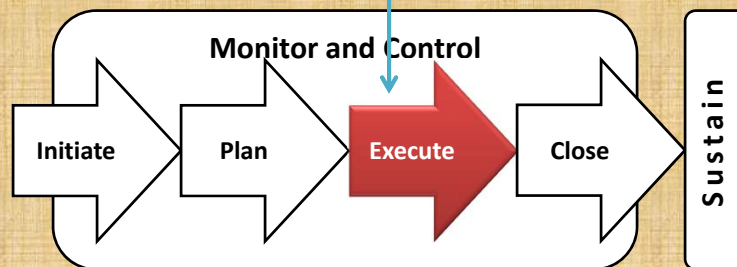 Monitor and Control
Initiate
Plan
Execute
Close
Sustain